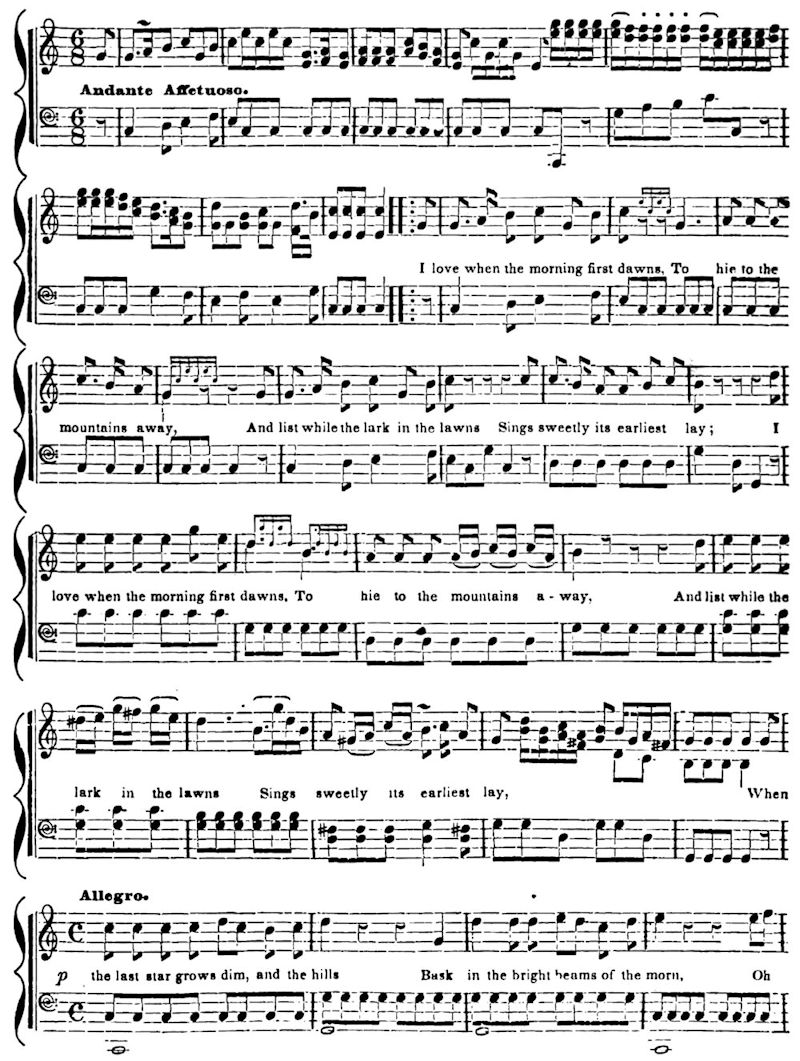 Andante Affetuoso.
I love when the morning first dawns, To hie to the
mountains away, And list while the lark in the lawns Sings sweetly its earliest lay; I
love when the morning first dawns, To hie to the mountains a-way, And list while the
lark in the lawns Sings sweetly its earliest lay, When
Allegro.
p the last star grows dim, and the hills Bask in the bright beams of the morn, Oh